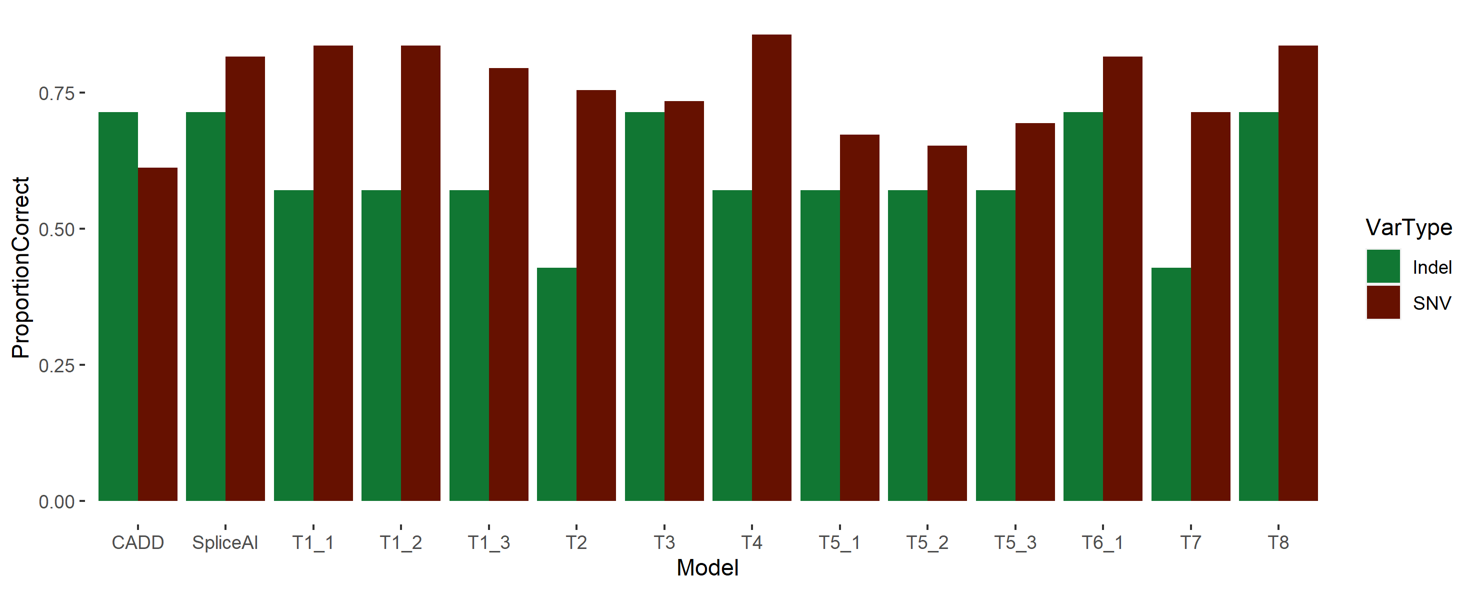 ProportionCorrect
0.75
0.50
0.25
0.00
CADD SpliceAI T1_1 T1_2 T1_3 T2 T3 T4 T5_1 T5_2 T5_3 T6_1 T7 T8
Model
VarType
Indel
SNV